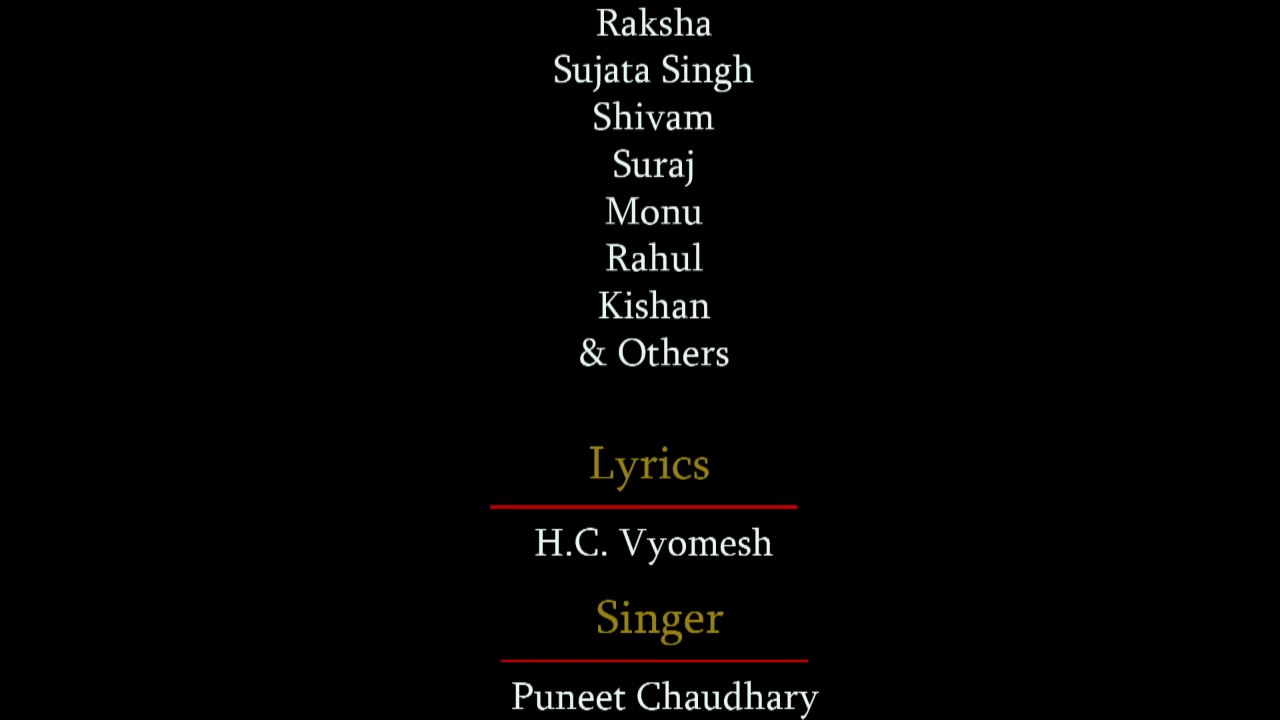 Raksha
Sujata Singh
Shivam
Suraj
Monu
Rahul
Kishan
& Others
Lyrics
H.C. Vyomesh
Singer
Puneet Chaudhary